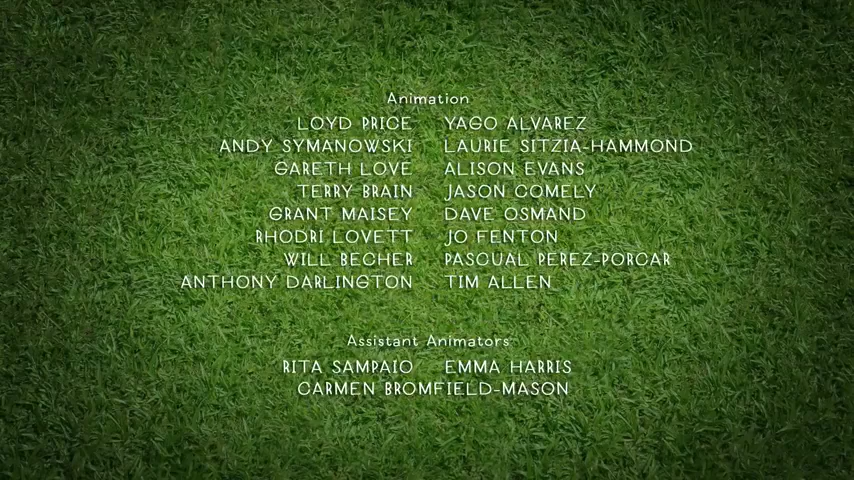 Animation
LOYD PRICE YAGO ALVAREZ
ANDY SYMANOWSKI LAURIE SITZIA-HAMMOND
GARETH LOVE ALISON EVANS
TERRY BRAIN JASON COMELY
GRANT MAISEY DAVE OSMAND
RHODRI LOVETT JO FENTON
WILL BECHER PASCUAL PEREZ-PORCAR
ANTHONY DARLINGTON TIM ALLEN
Assistant Animators
RITA SAMPAIO EMMA HARRIS
CARMEN BROMFIELD-MASON